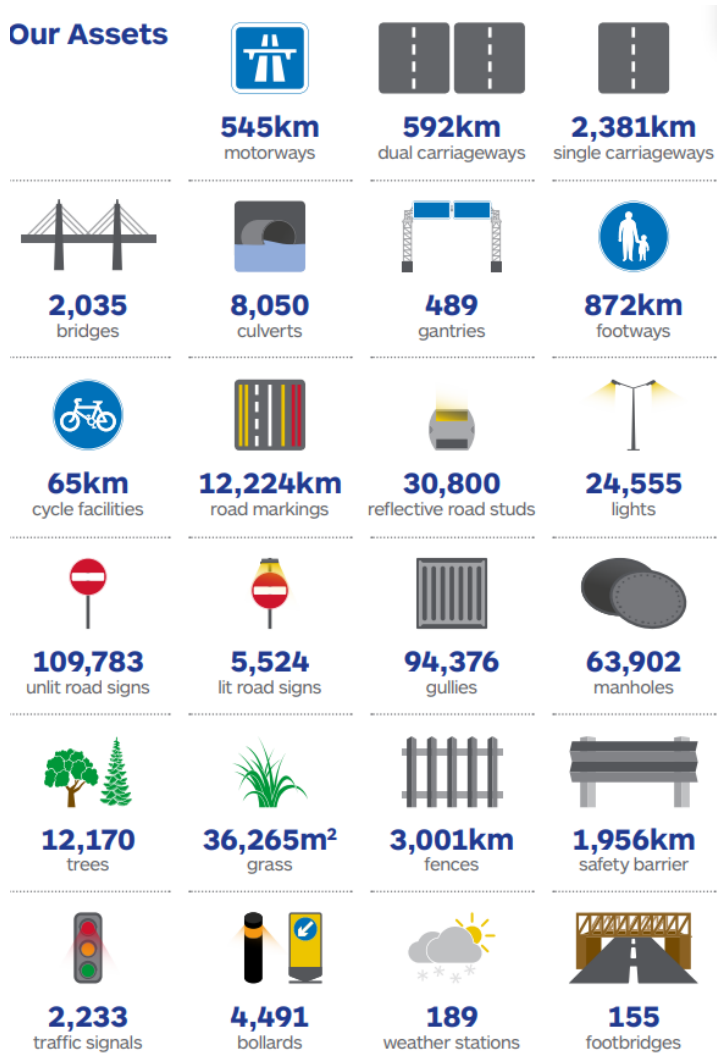 Our Assets
545km
motorways
592km
dual carriageways
2,381km
single carriageways
2,035
bridges
8,050
culverts
489
gantries
872km
footways
65km
cycle facilities
12,224km
road markings
30,800
reflective road studs
24,555
lights
109,783
unlit road signs
5,524
lit road signs
94,376
gullies
63,902
manholes
12,170
trees
36,265m²
grass
3,001km
fences
1,956km
safety barrier
2,233
traffic signals
4,491
bollards
189
weather stations
155
footbridges